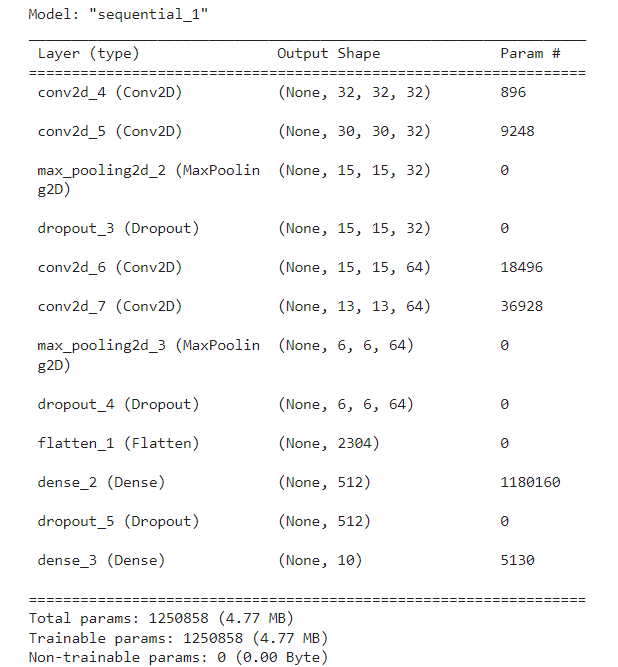 Model: "sequential_1"
_________________________________________________________________
Layer (type)                Output Shape              Param #
=================================================================
conv2d_4 (Conv2D)           (None, 32, 32, 32)        896
conv2d_5 (Conv2D)           (None, 30, 30, 32)        9248
max_pooling2d_2 (MaxPoolin  (None, 15, 15, 32)        0
g2D)
dropout_3 (Dropout)         (None, 15, 15, 32)        0
conv2d_6 (Conv2D)           (None, 15, 15, 64)        18496
conv2d_7 (Conv2D)           (None, 13, 13, 64)        36928
max_pooling2d_3 (MaxPoolin  (None, 6, 6, 64)          0
g2D)
dropout_4 (Dropout)         (None, 6, 6, 64)          0
flatten_1 (Flatten)         (None, 2304)              0
dense_2 (Dense)             (None, 512)               1180160
dropout_5 (Dropout)         (None, 512)               0
dense_3 (Dense)             (None, 10)                5130
=================================================================
Total params: 1250858 (4.77 MB)
Trainable params: 1250858 (4.77 MB)
Non-trainable params: 0 (0.00 Byte)